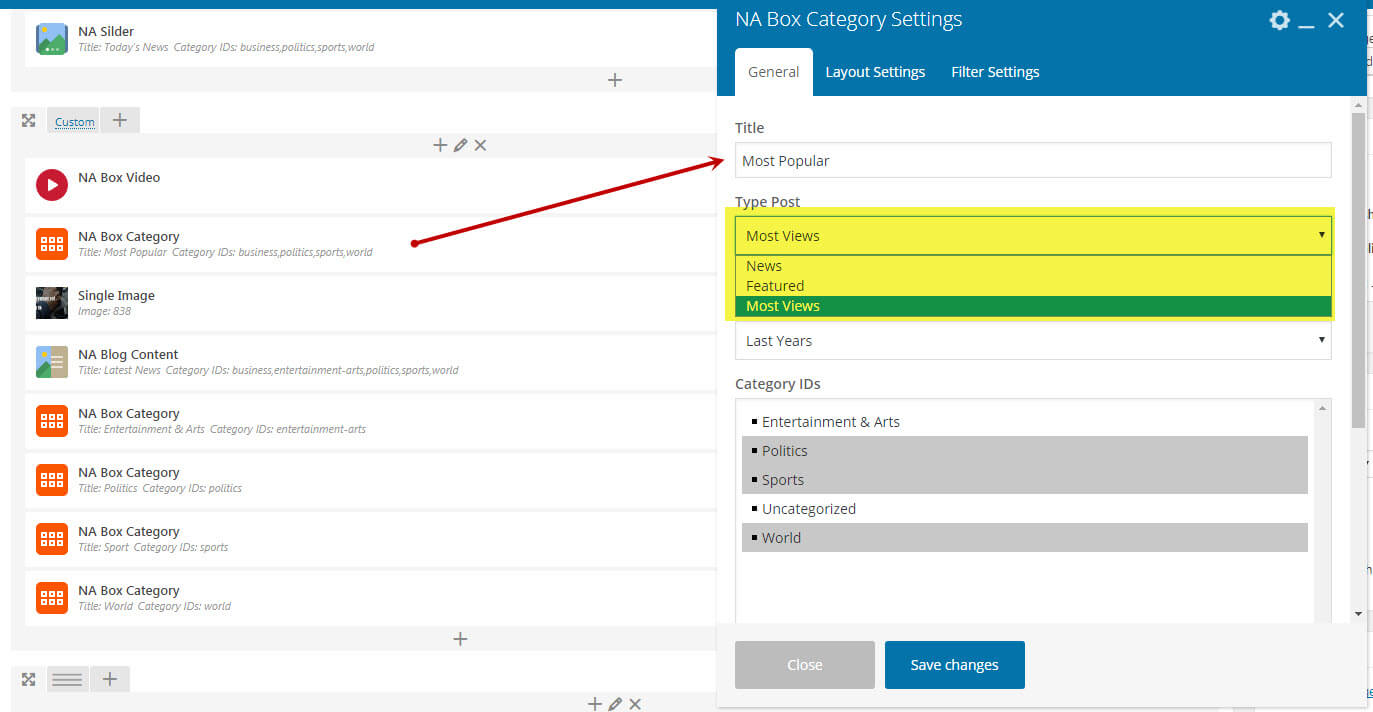 NA Silder
Title: Today's News  Category IDs: business,politics,sports,world
Custom
NA Box Video
NA Box Category
Title: Most Popular  Category IDs: business,politics,sports,world
Single Image
Image: 838
NA Blog Content
Title: Latest News  Category IDs: business,entertainment-arts,politics,sports,world
NA Box Category
Title: Entertainment & Arts  Category IDs: entertainment-arts
NA Box Category
Title: Politics  Category IDs: politics
NA Box Category
Title: Sport  Category IDs: sports
NA Box Category
Title: World  Category IDs: world
NA Box Category Settings
General
Layout Settings
Filter Settings
Title
Most Popular
Type Post
Most Views
News
Featured
Most Views
Last Years
Category IDs
Entertainment & Arts
Politics
Sports
Uncategorized
World
Close
Save changes